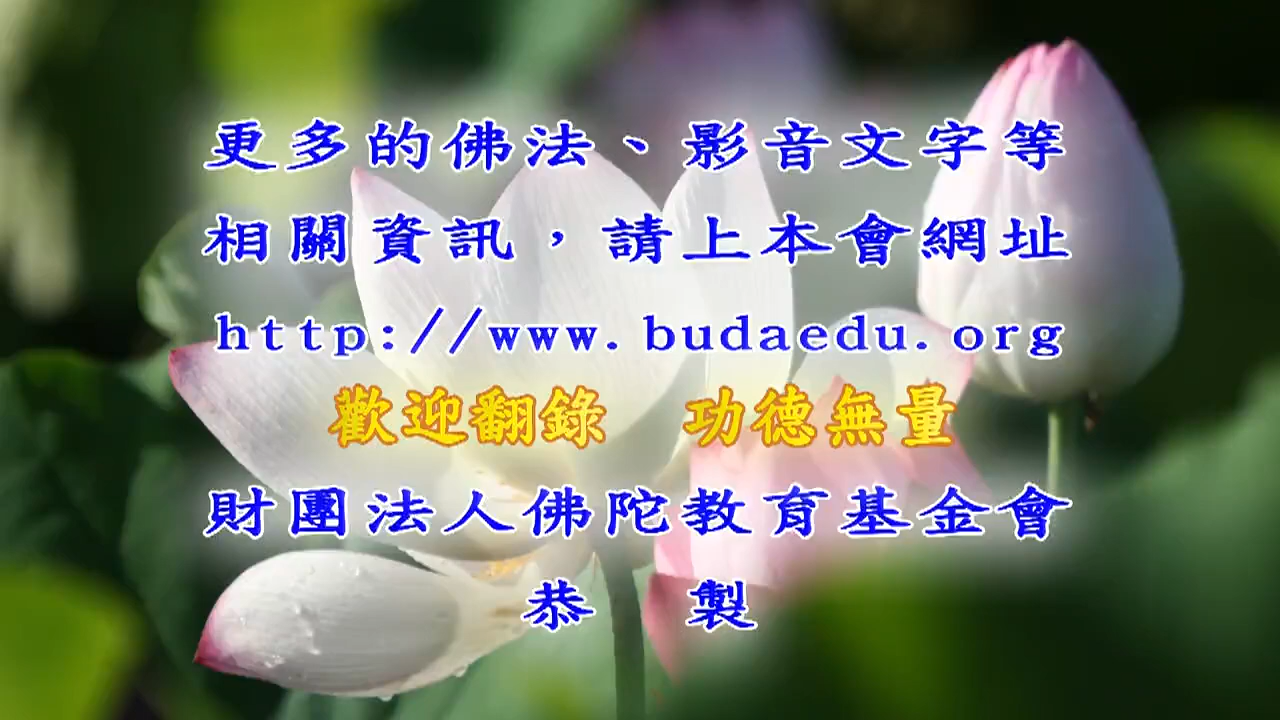 更多的佛法、影音文字等
相關資訊，請上本會網址
http://www.budaedu.org
歡迎翻錄　功德無量
財團法人佛陀教育基金會
恭　製